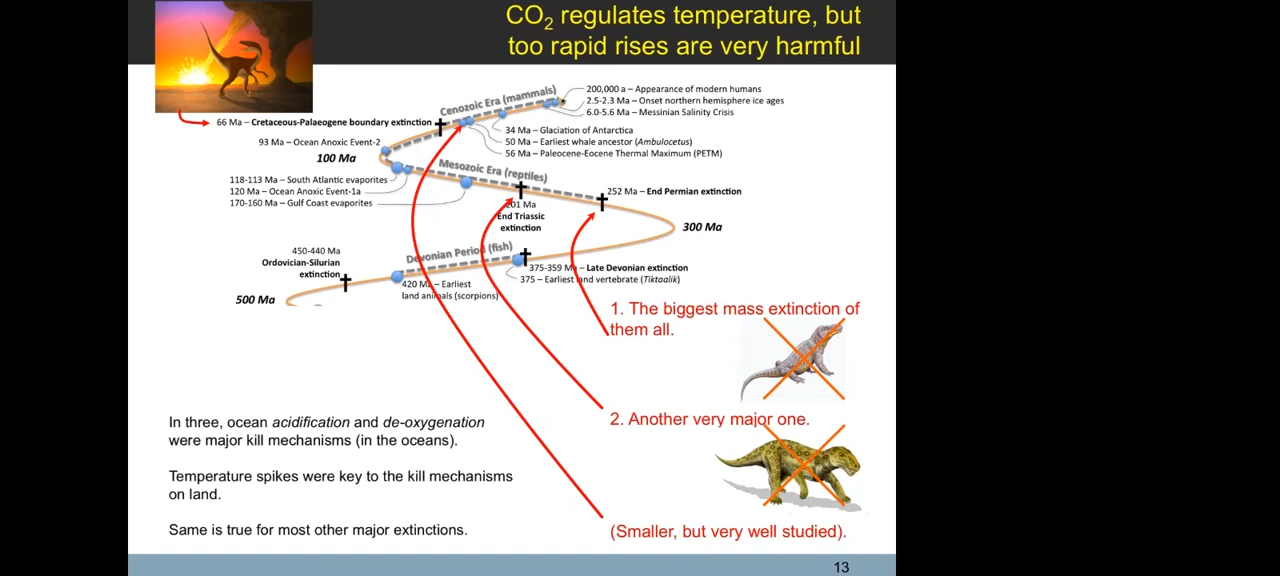 CO2 regulates temperature, but
too rapid rises are very harmful
Cenozoic Era (mammals)
200,000 a – Appearance of modern humans
2.5-2.3 Ma – Onset northern hemisphere ice ages
6.0-5.6 Ma – Messinian Salinity Crisis
66 Ma – Cretaceous-Palaeogene boundary extinction
34 Ma – Glaciation of Antarctica
50 Ma – Earliest whale ancestor (Ambulocetus)
56 Ma – Paleocene-Eocene Thermal Maximum (PETM)
93 Ma – Ocean Anoxic Event-2
100 Ma
Mesozoic Era (reptiles)
118-113 Ma – South Atlantic evaporites
120 Ma – Ocean Anoxic Event-1a
170-160 Ma – Gulf Coast evaporites
252 Ma – End Permian extinction
201 Ma
End Triassic
extinction
300 Ma
450-440 Ma
Ordovician-Silurian
extinction
Devonian Period (fish)
375-359 Ma – Late Devonian extinction
375 – Earliest land vertebrate (Tiktaalik)
420 Ma – Earliest
land animals (scorpions)
500 Ma
1. The biggest mass extinction of
them all.
2. Another very major one.
(Smaller, but very well studied).
In three, ocean acidification and de-oxygenation
were major kill mechanisms (in the oceans).
Temperature spikes were key to the kill mechanisms
on land.
Same is true for most other major extinctions.
13